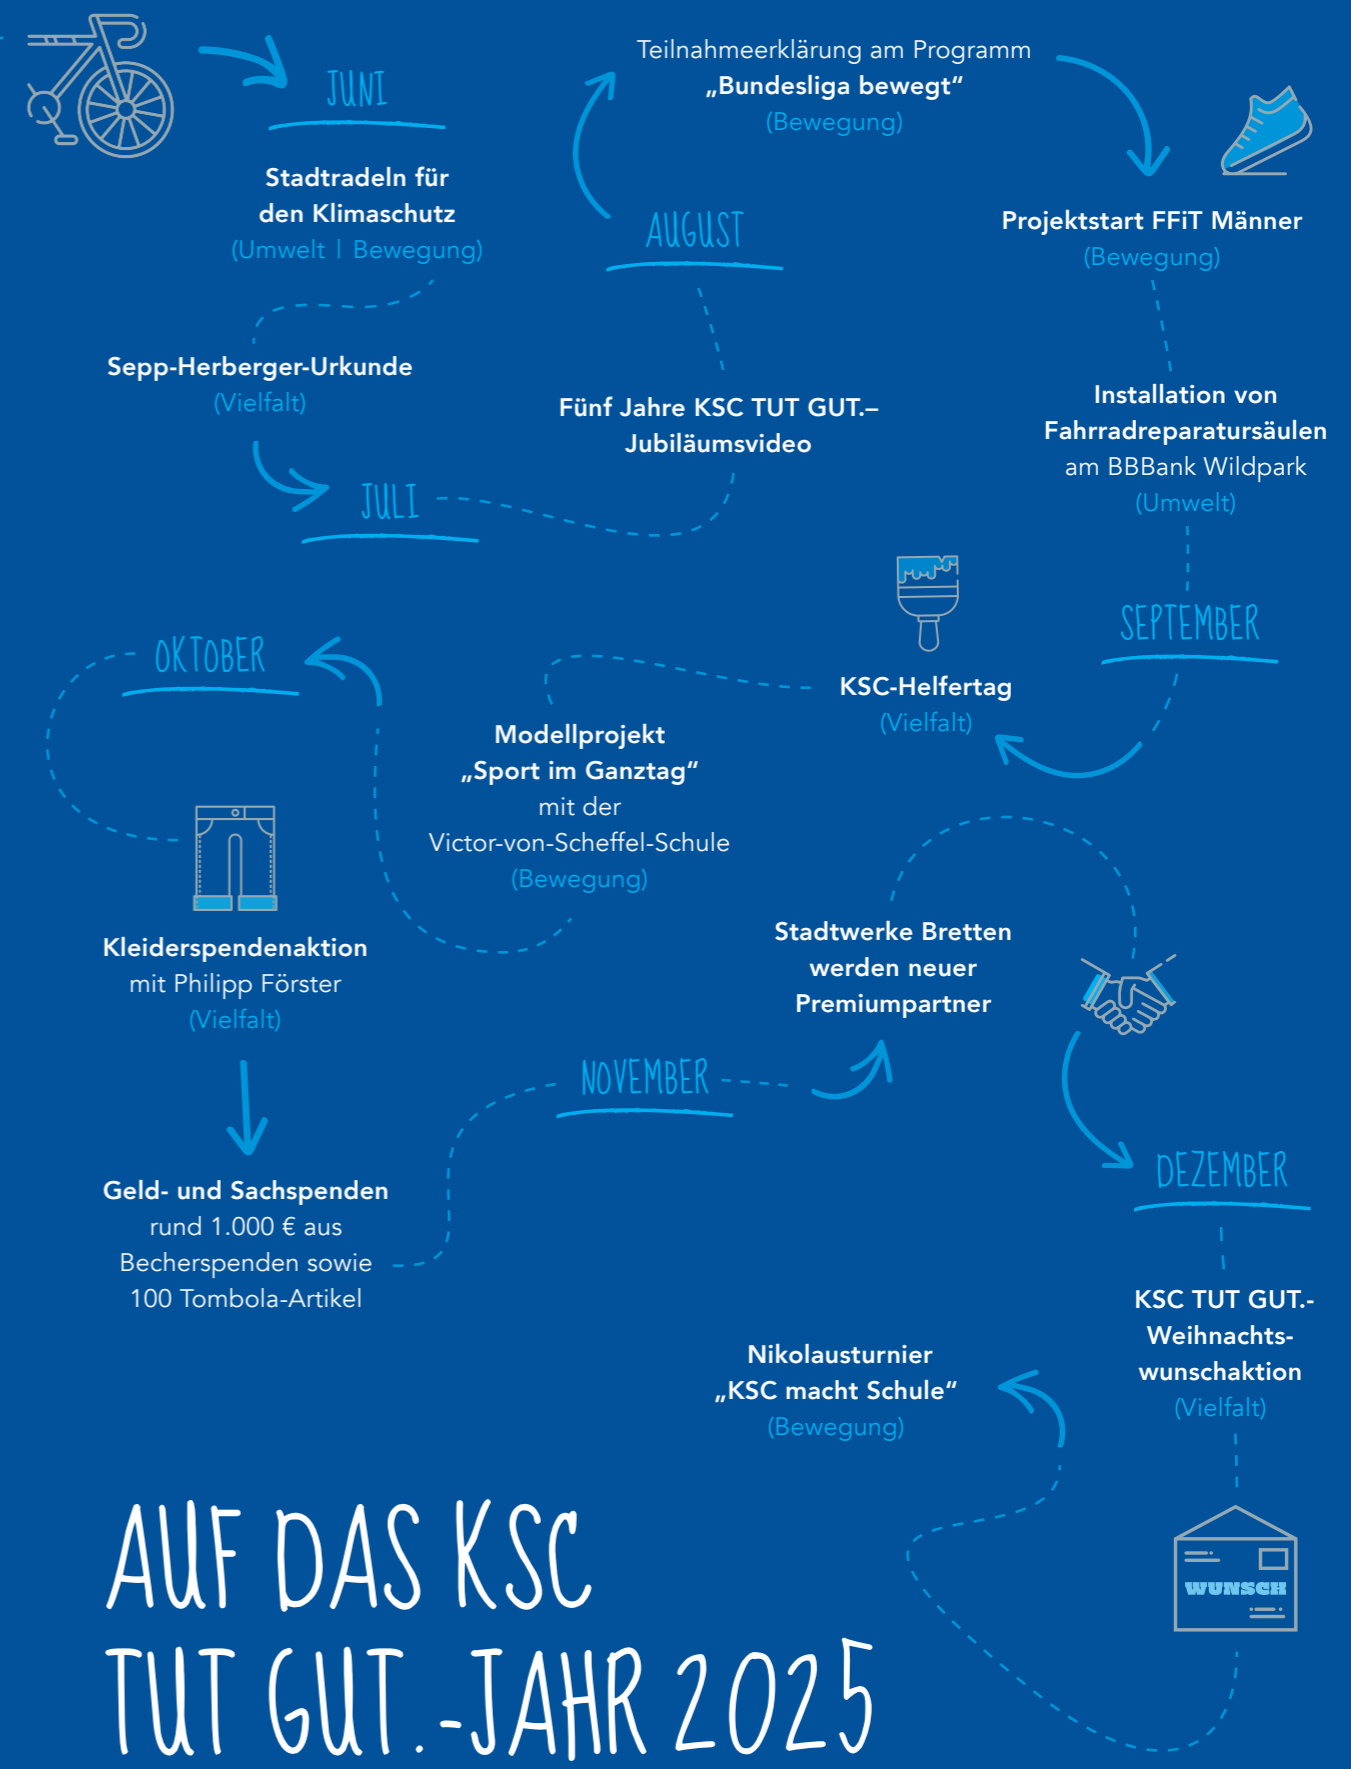 JUNI
Stadtradeln für
den Klimaschutz
(Umwelt | Bewegung)
Sepp-Herberger-Urkunde
(Vielfalt)
JULI
Fünf Jahre KSC TUT GUT.–
Jubiläumsvideo
AUGUST
Teilnahmeerklärung am Programm
„Bundesliga bewegt“
(Bewegung)
Projektstart FFiT Männer
(Bewegung)
Installation von
Fahrradreparatursäulen
am BBBank Wildpark
(Umwelt)
SEPTEMBER
KSC-Helfertag
(Vielfalt)
Modellprojekt
„Sport im Ganztag“
mit der
Victor-von-Scheffel-Schule
(Bewegung)
OKTOBER
Kleiderspendenaktion
mit Philipp Förster
(Vielfalt)
Geld- und Sachspenden
rund 1.000 € aus
Becherspenden sowie
100 Tombola-Artikel
NOVEMBER
Stadtwerke Bretten
werden neuer
Premiumpartner
DEZEMBER
KSC TUT GUT.-
Weihnachts-
wunschaktion
(Vielfalt)
WUNSCH
Nikolausturnier
„KSC macht Schule“
(Bewegung)
AUF DAS KSC
TUT GUT.-JAHR 2025